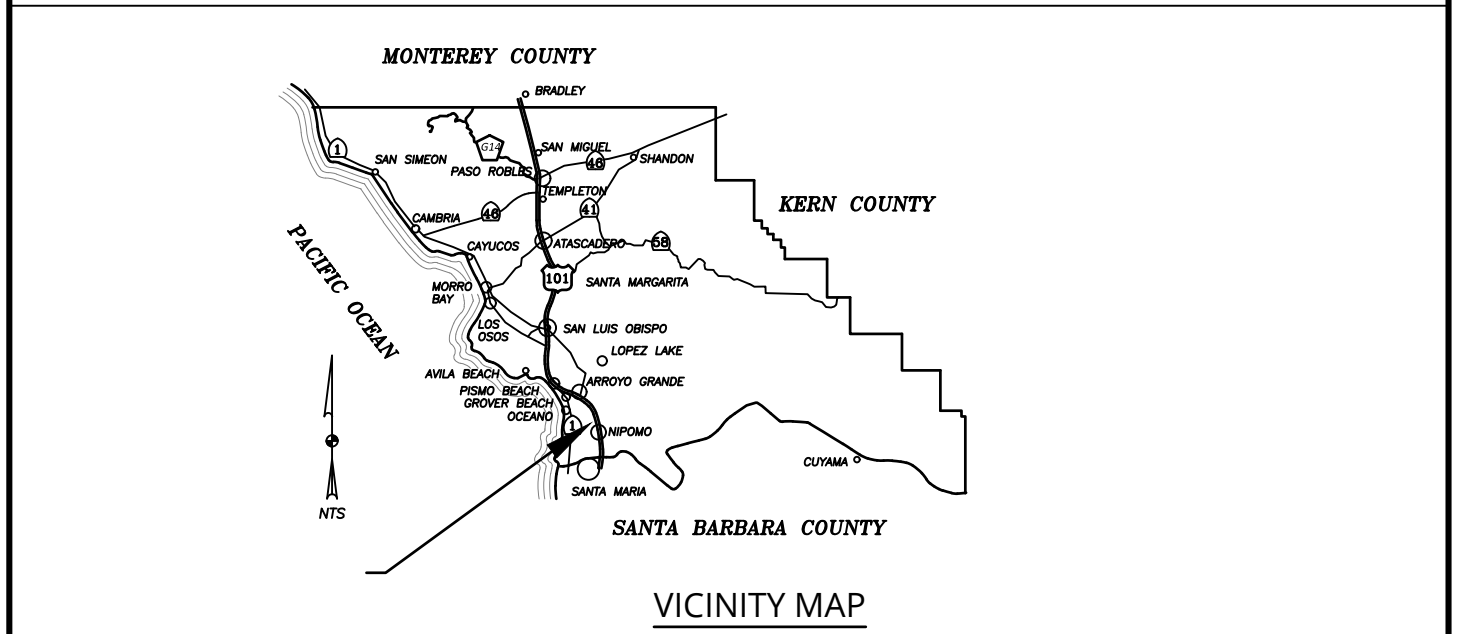 MONTEREY COUNTY
BRADLEY
1
SAN SIMEON
G14
SAN MIGUEL
46
SHANDON
PASO ROBLES
TEMPLETON
KERN COUNTY
CAMBRIA
46
41
PACIFIC OCEAN
CAYUCOS
ATASCADERO
58
MORRO
BAY
101
SANTA MARGARITA
LOS
OSOS
SAN LUIS OBISPO
LOPEZ LAKE
AVILA BEACH
ARROYO GRANDE
PISMO BEACH
GROVER BEACH
OCEANO
1
NIPOMO
CUYAMA
SANTA MARIA
NTS
SANTA BARBARA COUNTY
VICINITY MAP